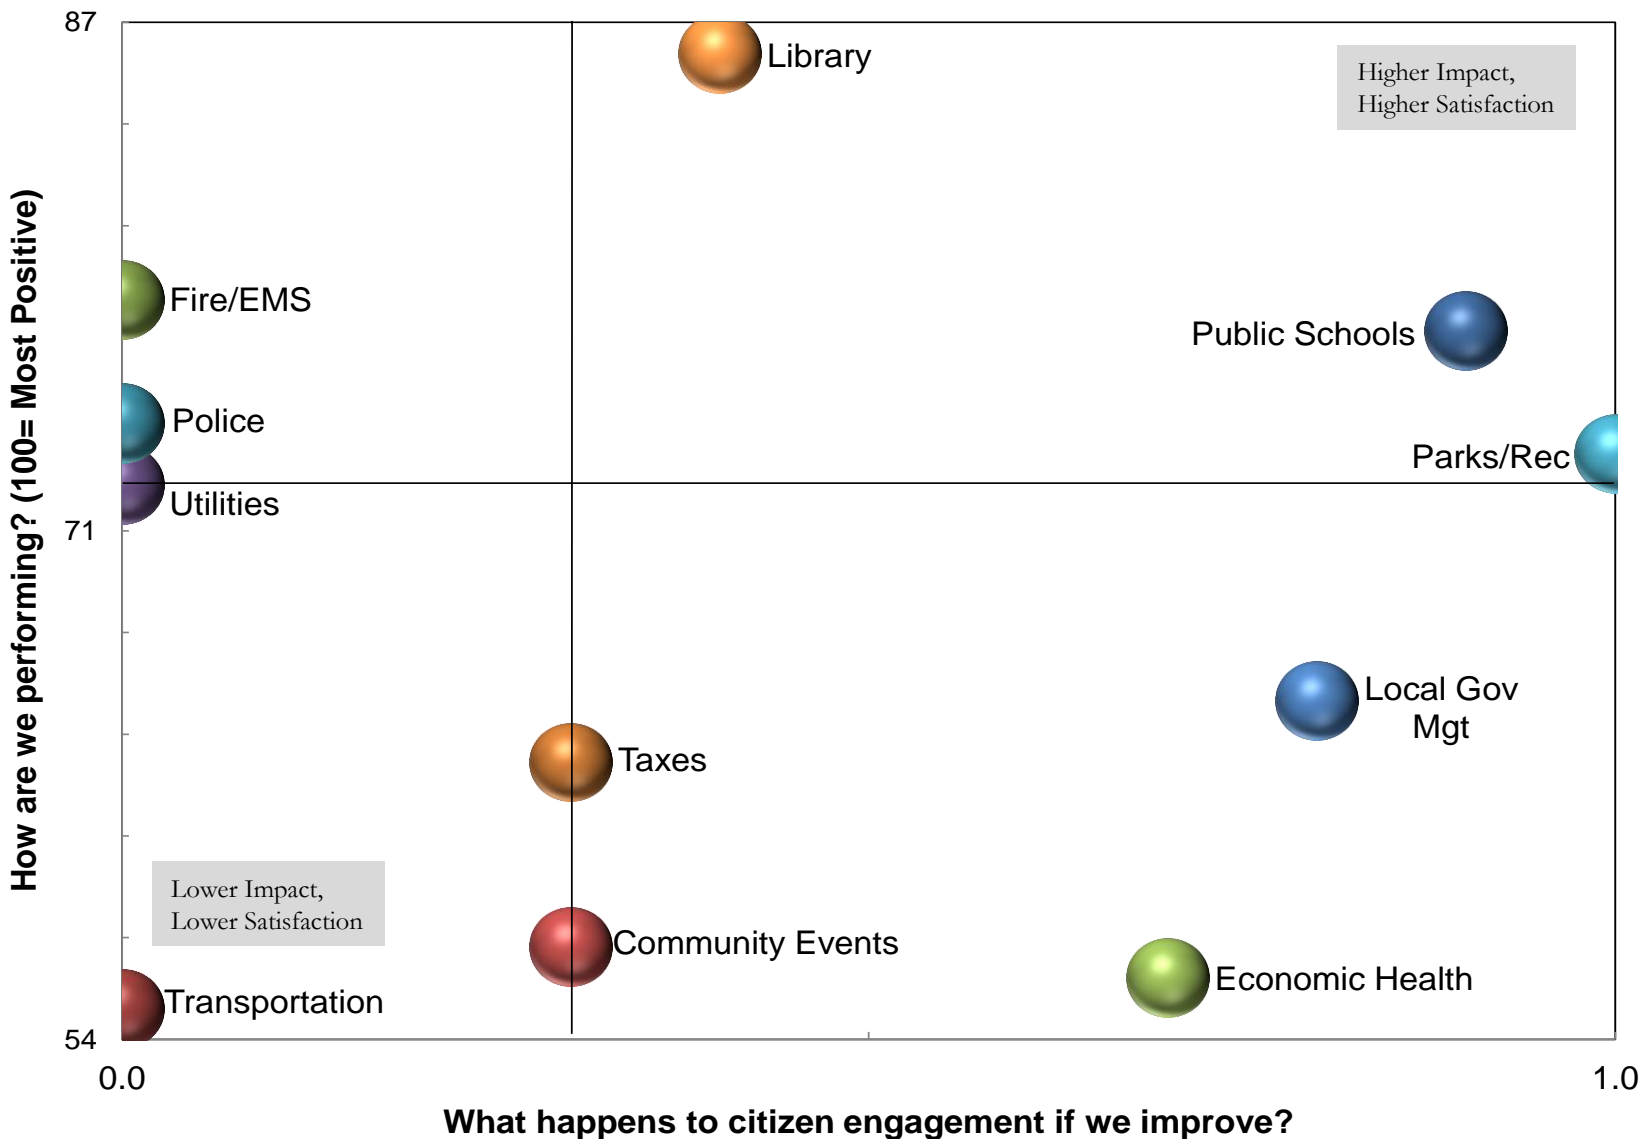 87
Library
Higher Impact,
Higher Satisfaction
Fire/EMS
Public Schools
Police
Parks/Rec
Utilities
71
Local Gov
Mgt
Taxes
Lower Impact,
Lower Satisfaction
Community Events
Economic Health
Transportation
54
0.0
1.0
How are we performing? (100= Most Positive)
What happens to citizen engagement if we improve?